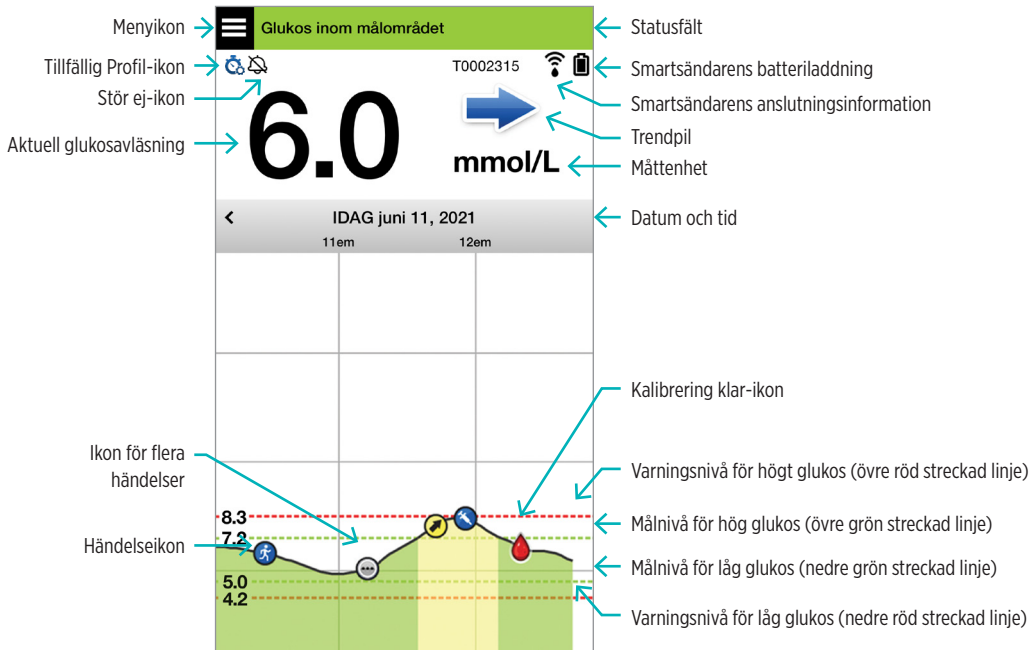 Menyikon
Tillfällig Profil-ikon
Stör ej-ikon
Aktuell glukosavläsning
Ikon för flera
händelser
Händelseikon
Glukos inom målområdet
T0002315
6.0
mmol/L
IDAG juni 11, 2021
11em 12em
8.3
7.2
5.0
4.2
Statusfält
Smartsändarens batteriladdning
Smartsändarens anslutningsinformation
Trendpil
Måttenhet
Datum och tid
Kalibrering klar-ikon
Varningsnivå för högt glukos (övre röd streckad linje)
Målnivå för hög glukos (övre grön streckad linje)
Målnivå för låg glukos (nedre grön streckad linje)
Varningsnivå för låg glukos (nedre röd streckad linje)